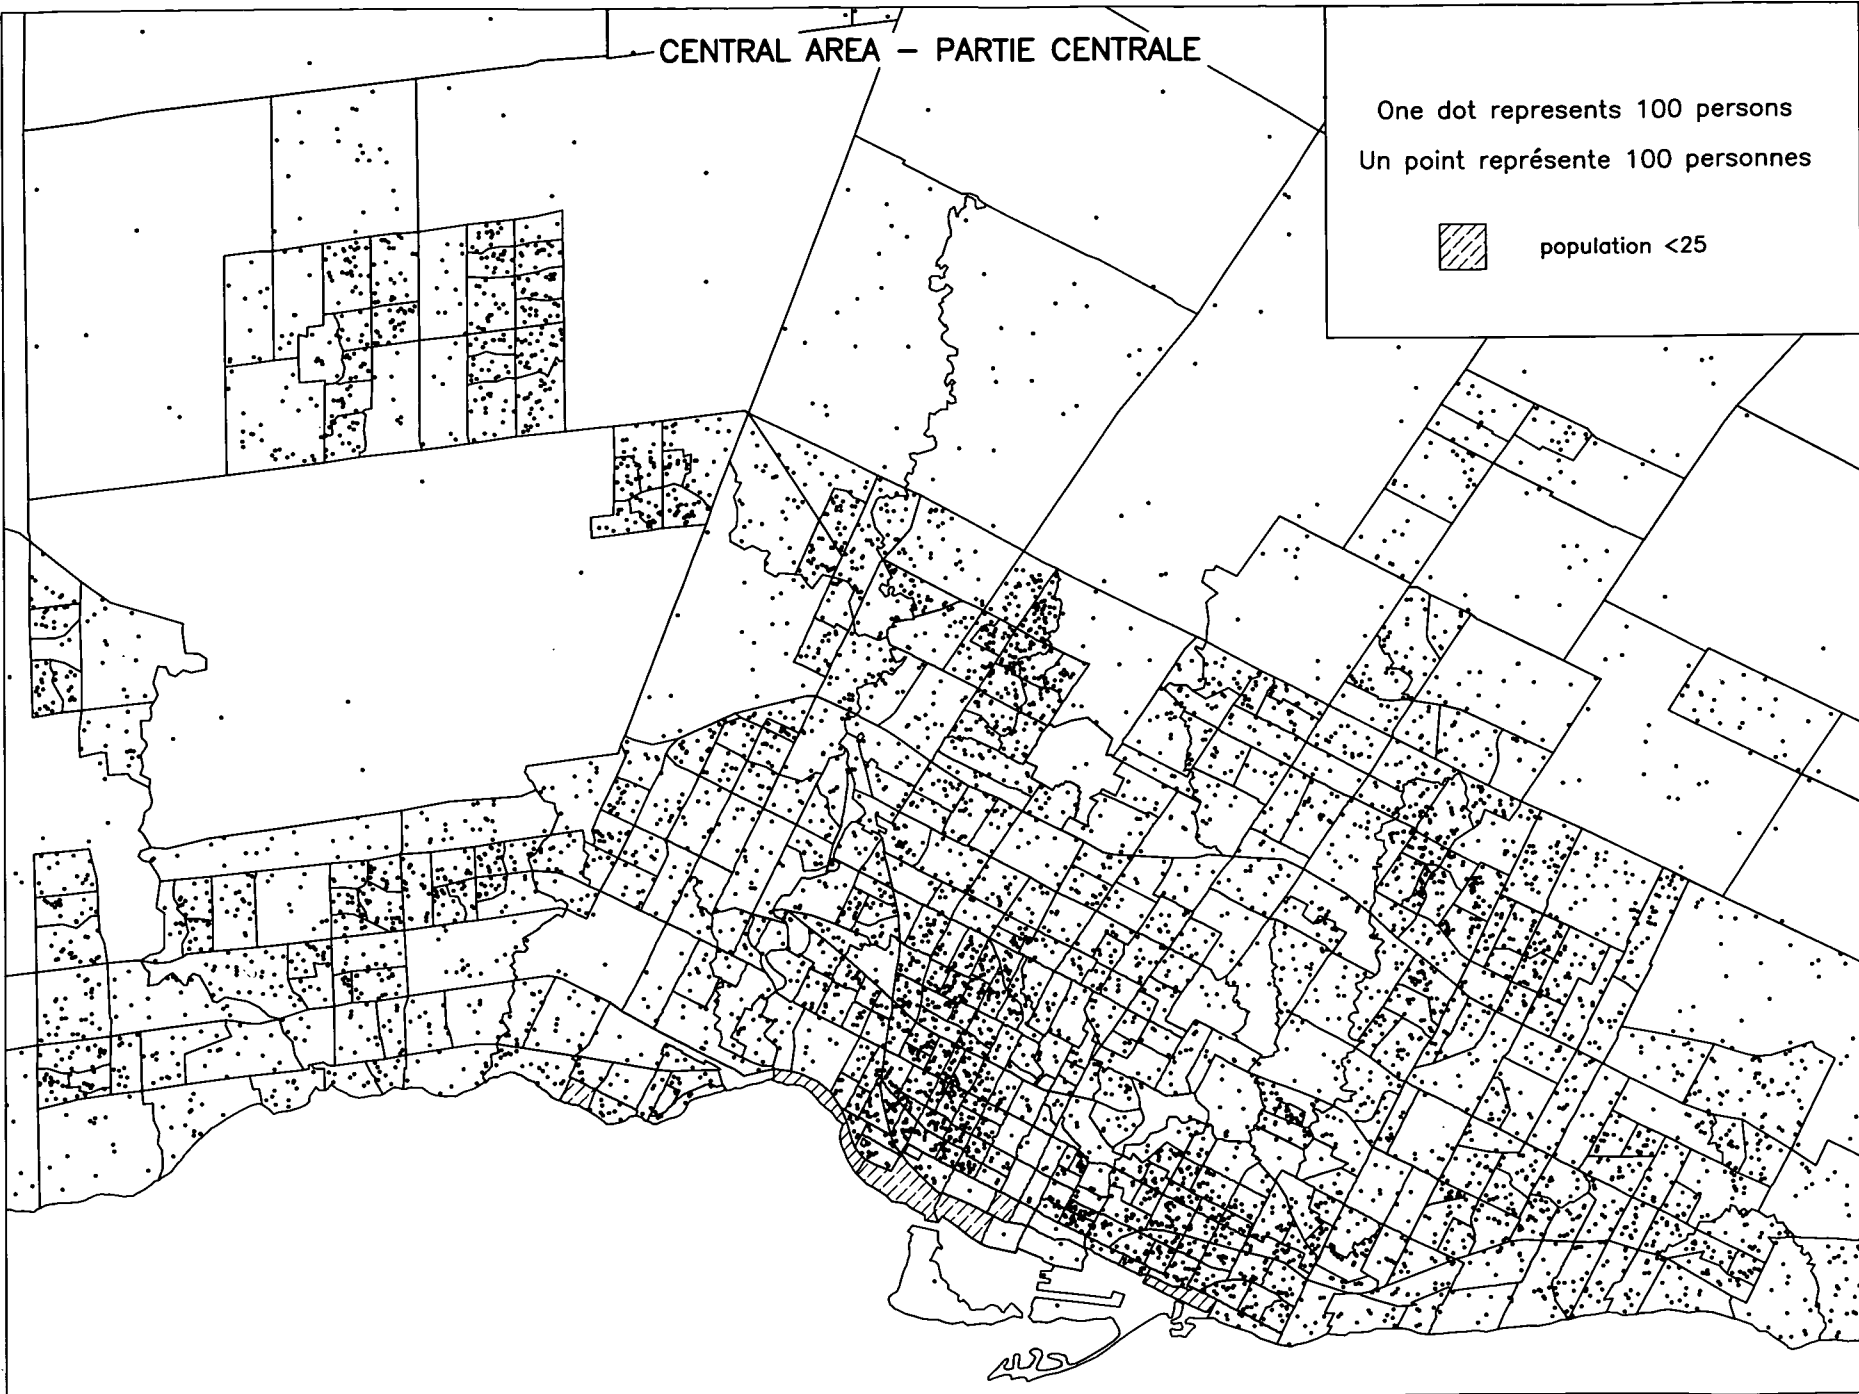 CENTRAL AREA – PARTIE CENTRALE
One dot represents 100 persons
Un point représente 100 personnes
population <25